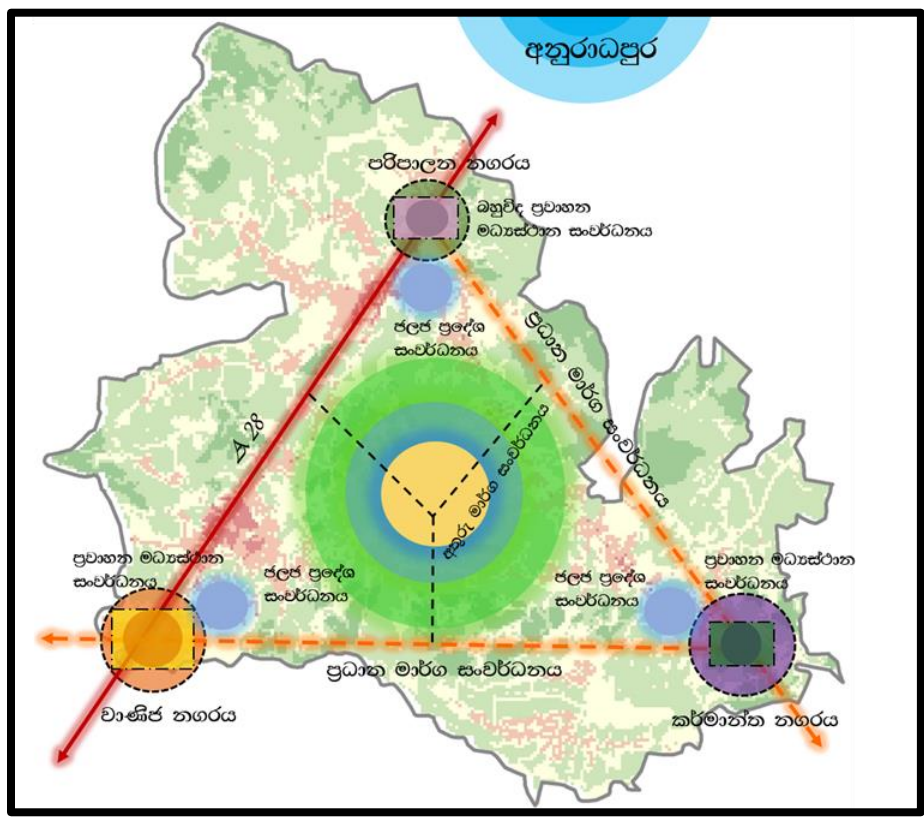 අනුරාධපුර
පරිපාලන නගරය
බහුවිද ප්‍රවාහන
මධ්‍යස්ථාන සංවර්ධනය
ජලජ ප්‍රදේශ
සංවර්ධනය
ප්‍රධාන මාර්ග සංවර්ධනය
A 28
අතුරු මාර්ග සංවර්ධනය
ප්‍රවාහන මධ්‍යස්ථාන
සංවර්ධනය
ජලජ ප්‍රදේශ
සංවර්ධනය
ජලජ ප්‍රදේශ
සංවර්ධනය
ප්‍රවාහන මධ්‍යස්ථාන
සංවර්ධනය
ප්‍රධාන මාර්ග සංවර්ධනය
වාණිජ නගරය
කර්මාන්ත නගරය